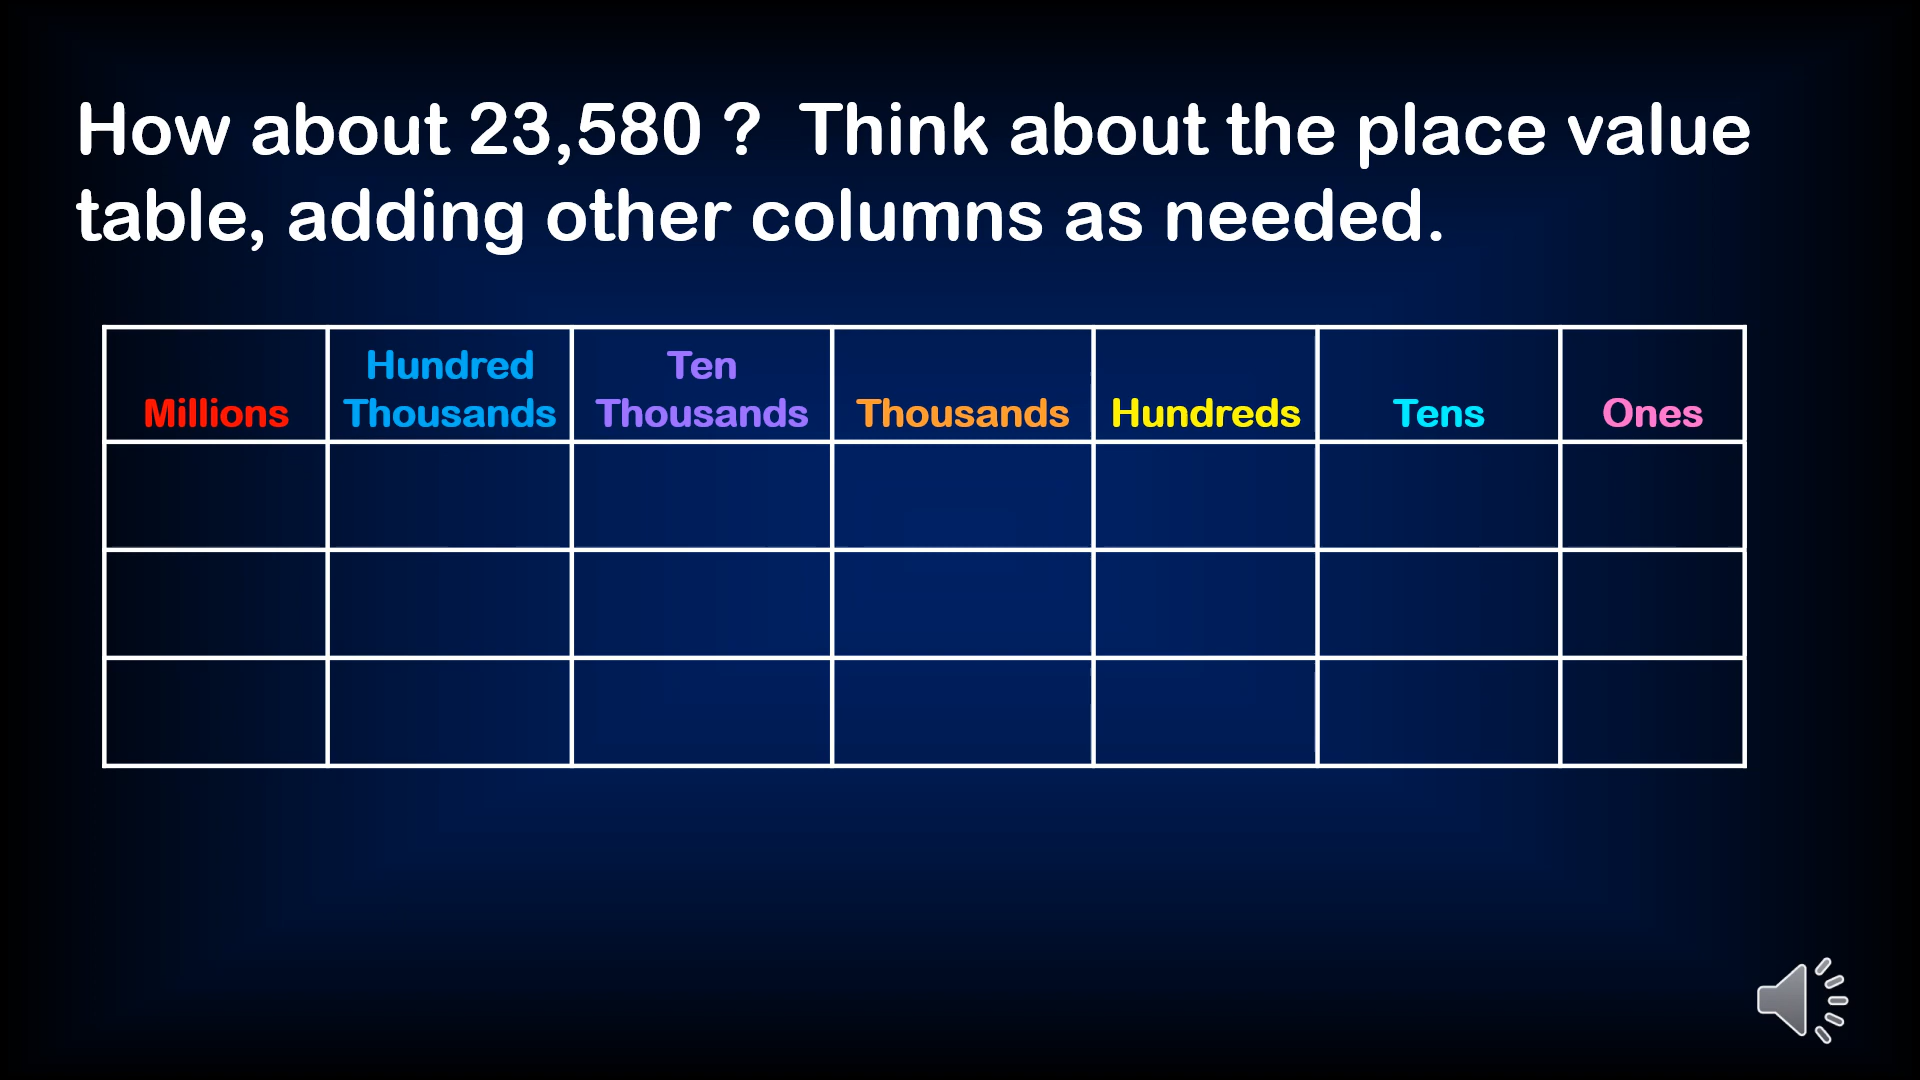 How about 23,580 ?  Think about the place value
table, adding other columns as needed.
Millions
Hundred
Thousands
Ten
Thousands
Thousands
Hundreds
Tens
Ones